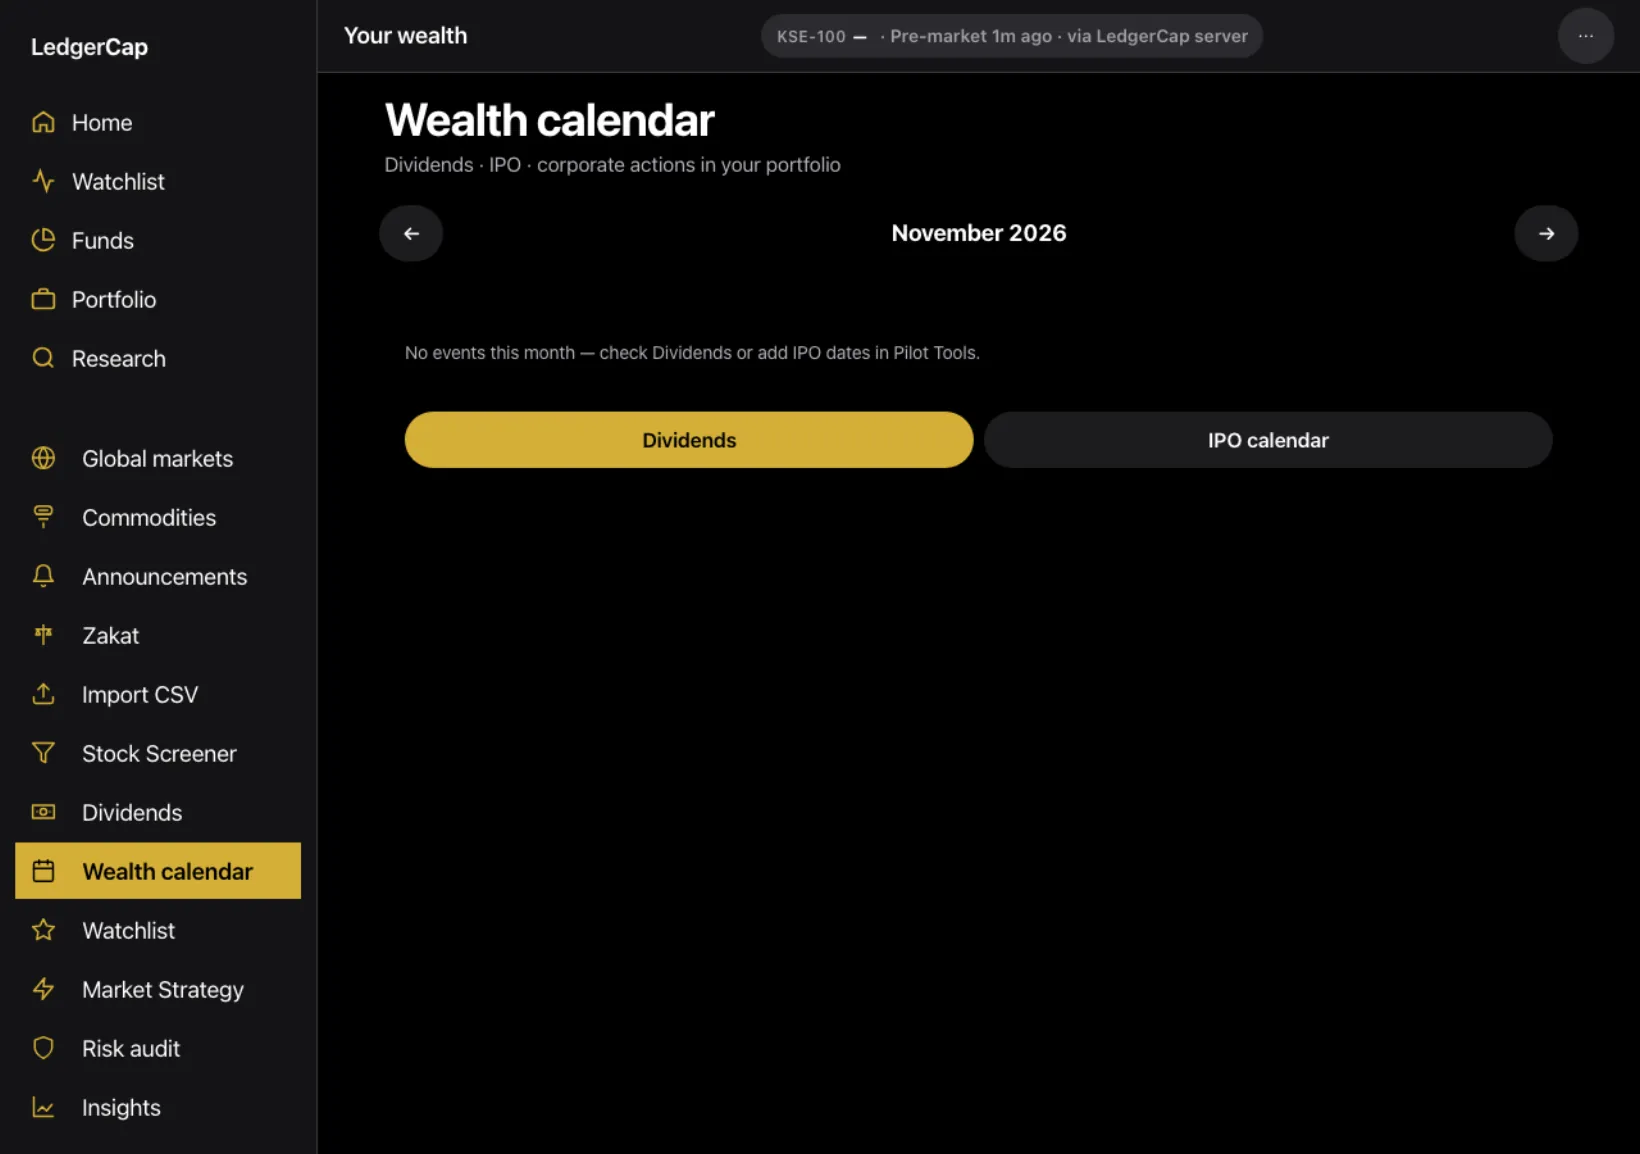 LedgerCap
Home
Watchlist
Funds
Portfolio
Research
Global markets
Commodities
Announcements
Zakat
Import CSV
Stock Screener
Dividends
Wealth calendar
Watchlist
Market Strategy
Risk audit
Insights
Your wealth
KSE-100 — · Pre-market 1m ago · via LedgerCap server
...
Wealth calendar
Dividends · IPO · corporate actions in your portfolio
← November 2026 →
No events this month — check Dividends or add IPO dates in Pilot Tools.
Dividends IPO calendar